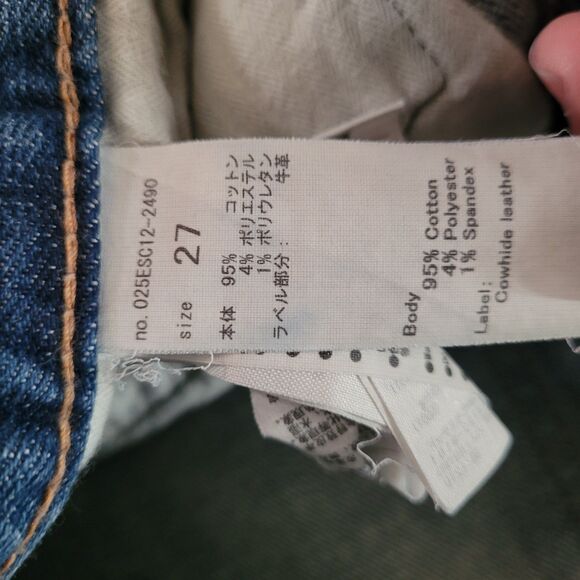 no. 025ESC12-2490
size 27
本体 95% コットン
4% ポリエステル
1% ポリウレタン
ラベル部分: 牛革
Body
95% Cotton
4% Polyester
1% Spandex
Label:
Cowhide leather